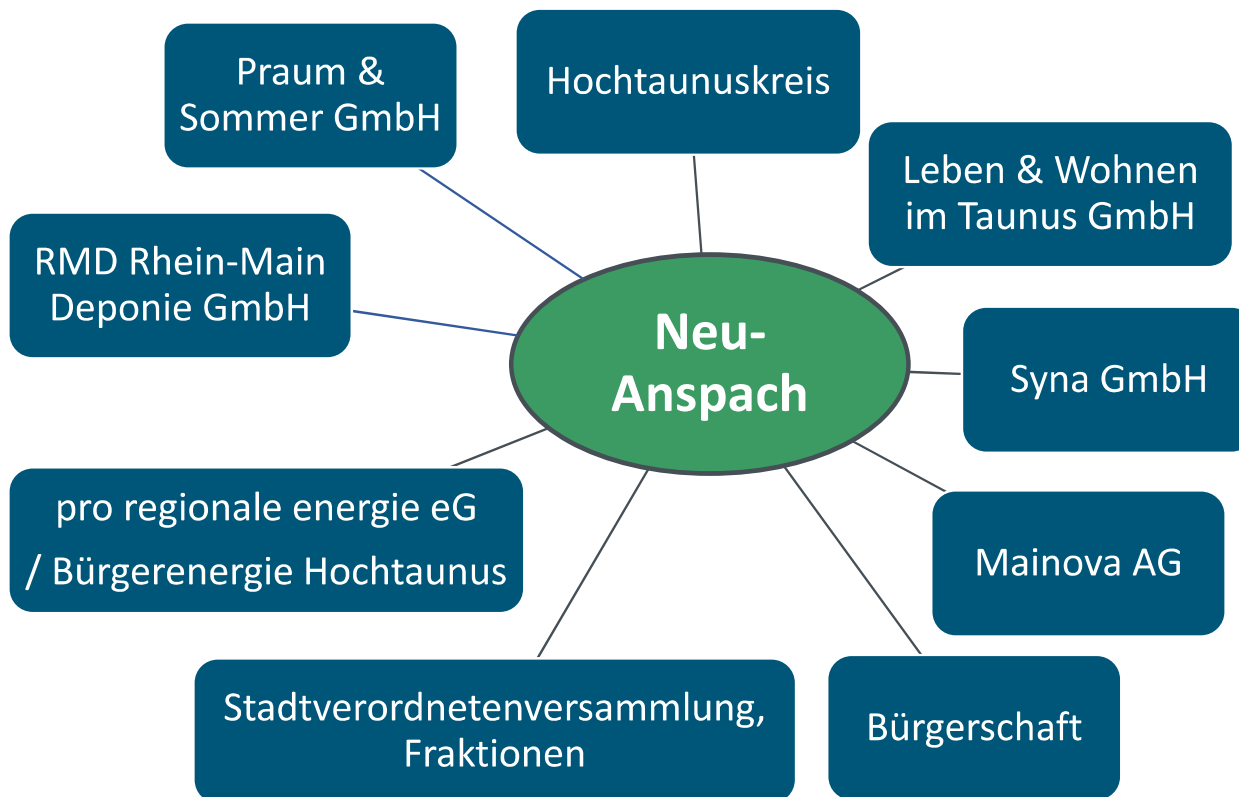 Praum &
Sommer GmbH
Hochtaunuskreis
Leben & Wohnen
im Taunus GmbH
RMD Rhein-Main
Deponie GmbH
Neu-
Anspach
Syna GmbH
pro regionale energie eG
/ Bürgerenergie Hochtaunus
Mainova AG
Stadtverordnetenversammlung,
Fraktionen
Bürgerschaft